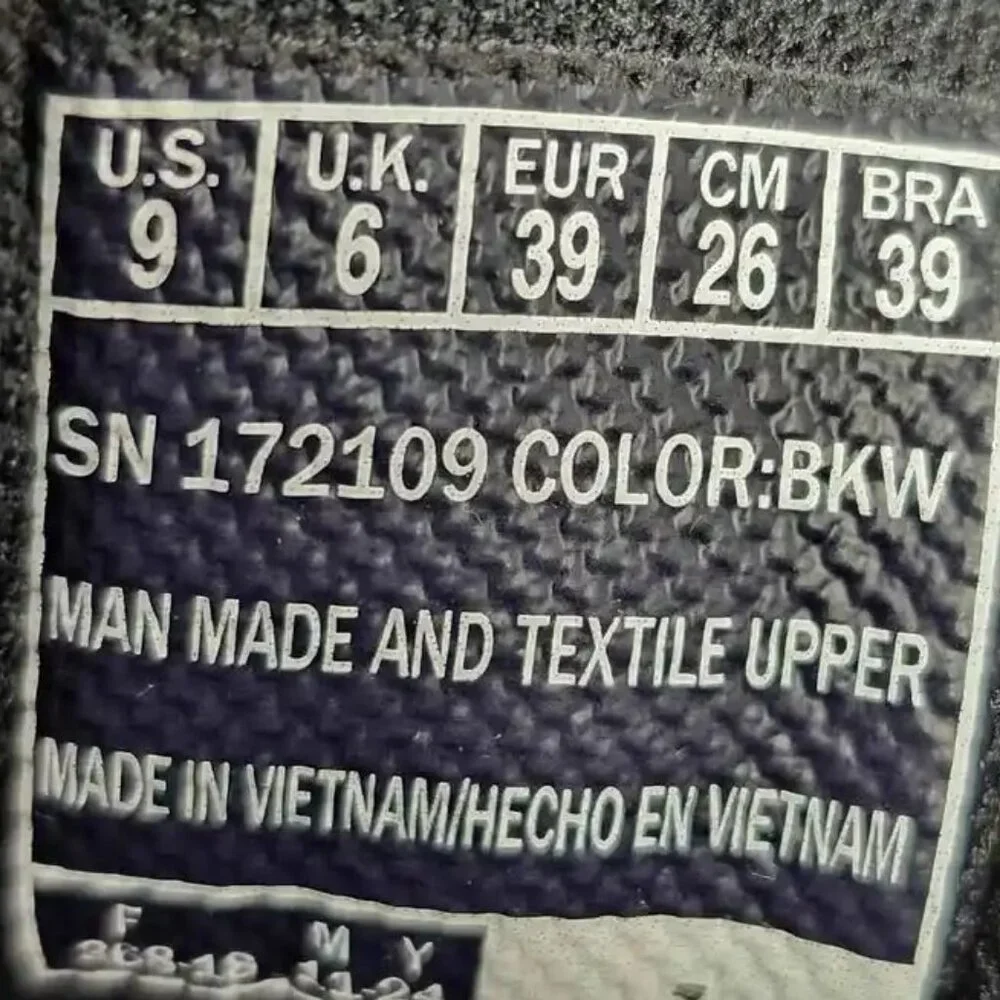 U.S. U.K. EUR CM BRA
9 6 39 26 39
SN 172109 COLOR:BKW
MAN MADE AND TEXTILE UPPER
MADE IN VIETNAM/HECHO EN VIETNAM
F M Y